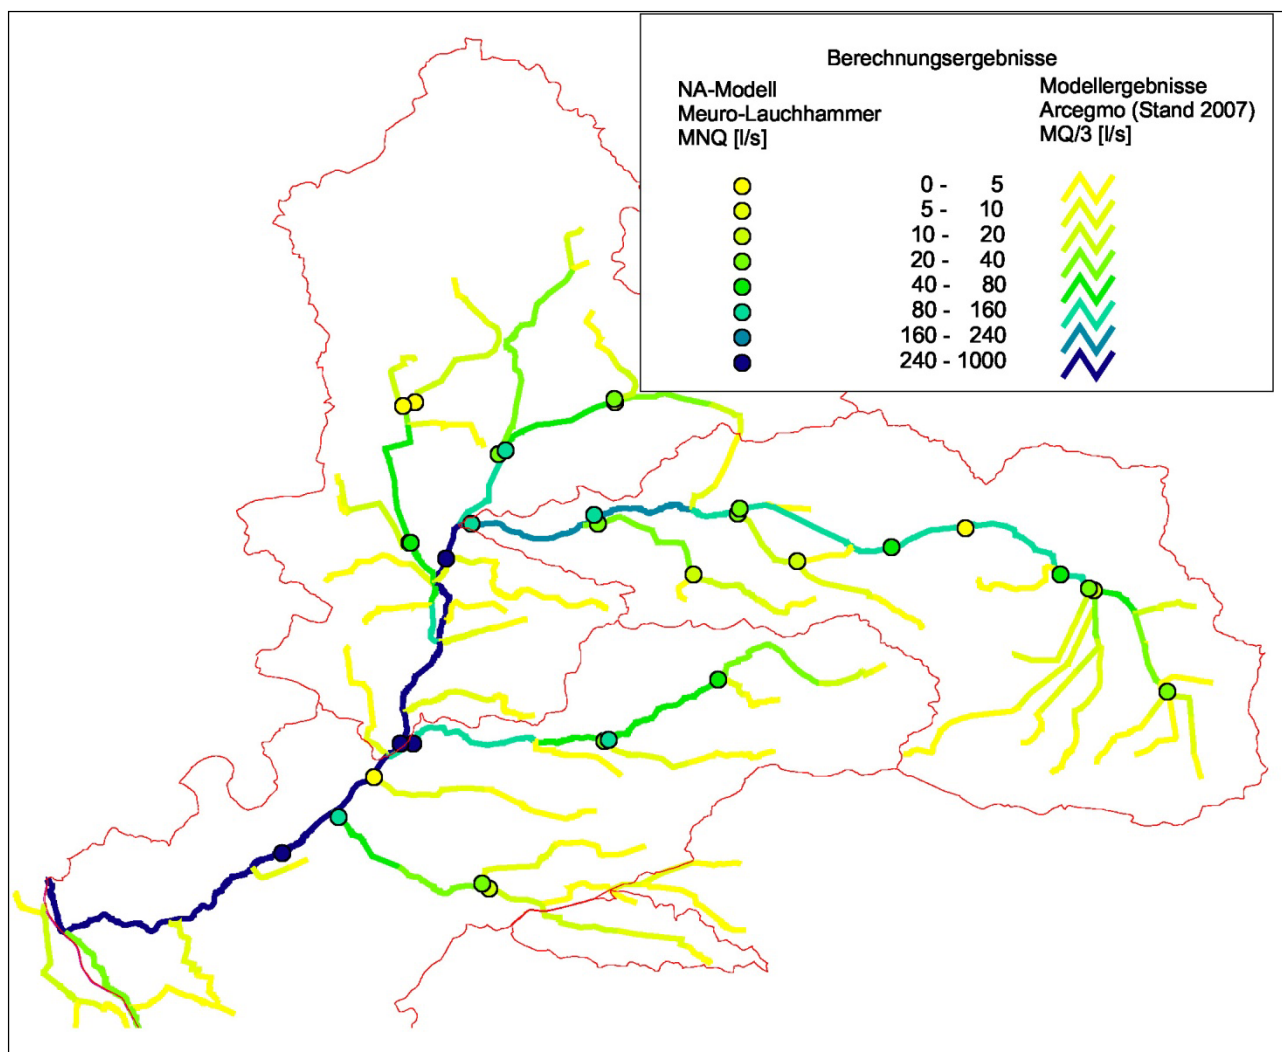 Berechnungsergebnisse
NA-Modell
Meuro-Lauchhammer
MNQ [l/s]
Modellergebnisse
Arcegmo (Stand 2007)
MQ/3 [l/s]
0 - 5
5 - 10
10 - 20
20 - 40
40 - 80
80 - 160
160 - 240
240 - 1000